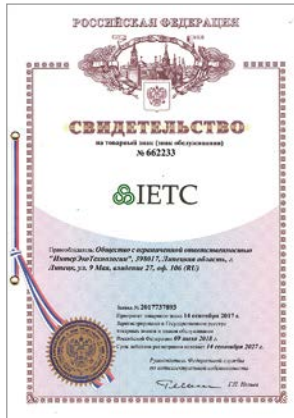 РОССИЙСКАЯ ФЕДЕРАЦИЯ
СВИДЕТЕЛЬСТВО
на товарный знак (знак обслуживания)
№ 662233
IETC
Правообладатель: Общество с ограниченной ответственностью
"ИнтерЭкоТехнологии", 398017, Липецкая область, г.
Липецк, ул. 9 Мая, владение 27, оф. 106 (RU)
Заявка № 2017737803
Приоритет товарного знака 14 сентября 2017 г.
Зарегистрировано в Государственном реестре
товарных знаков и знаков обслуживания
Российской Федерации 09 июля 2018 г.
Срок действия регистрации истекает 14 сентября 2027 г.
Руководитель Федеральной службы
по интеллектуальной собственности
Г.П. Ивлиев